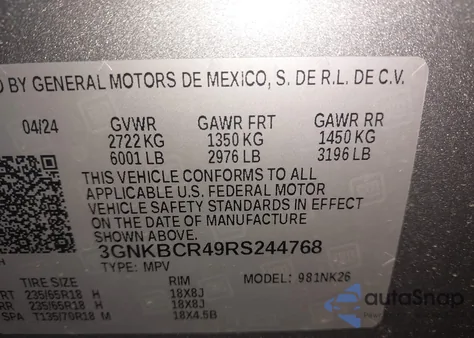 BY GENERAL MOTORS DE MEXICO, S. DE R.L. DE C.V.
04/24 GVWR GAWR FRT GAWR RR
2722 KG 1350 KG 1450 KG
6001 LB 2976 LB 3196 LB
THIS VEHICLE CONFORMS TO ALL
APPLICABLE U.S. FEDERAL MOTOR
VEHICLE SAFETY STANDARDS IN EFFECT
ON THE DATE OF MANUFACTURE
SHOWN ABOVE.
3GNKBCR49RS244768
TYPE: MPV MODEL: 981NK26
TIRE SIZE RIM
FRT 235/65R18 H 18X8J
RR 235/65R18 H 18X8J
SPA T135/70R18 M 18X4.5B
autoSnap